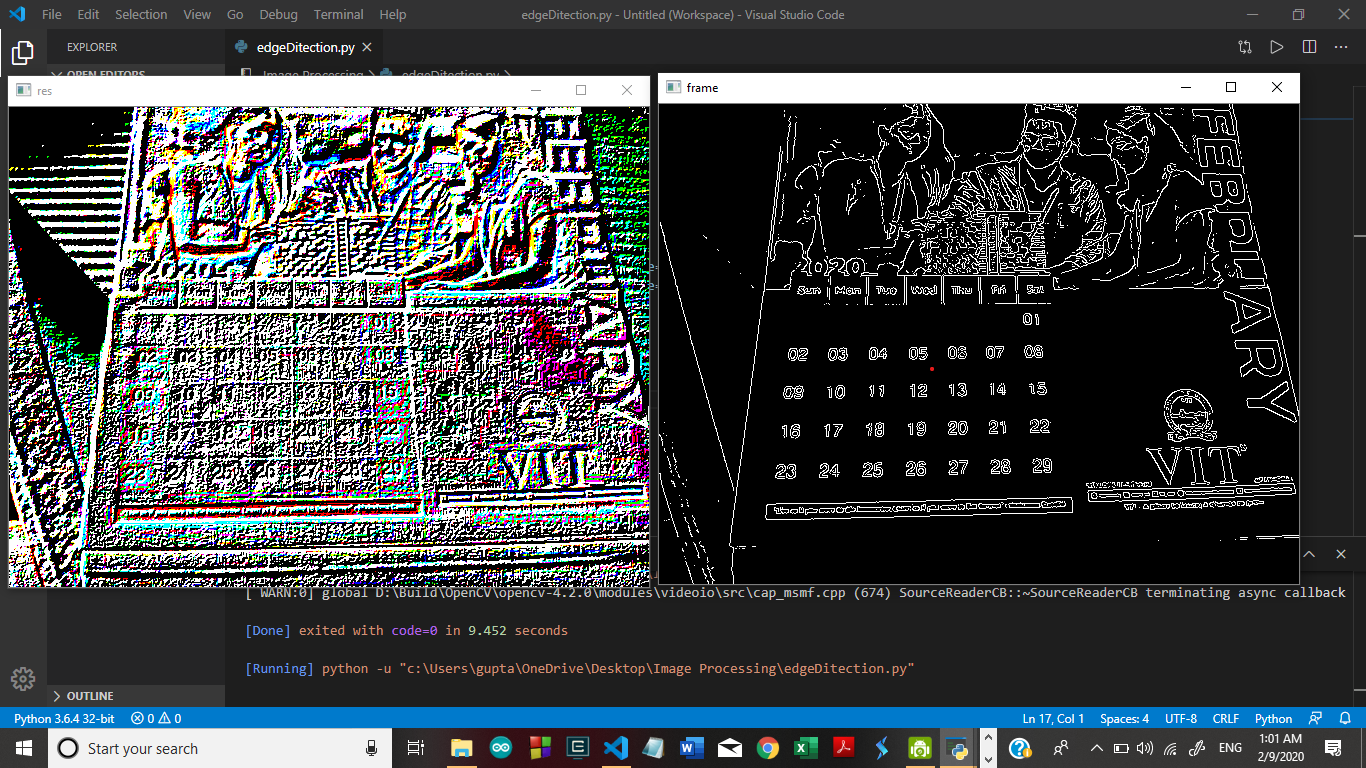 File Edit Selection View Go Debug Terminal Help
edgeDitection.py - Untitled (Workspace) - Visual Studio Code
EXPLORER
edgeDitection.py
OPEN EDITORS
Image Processing > edgeDitection.py >
res
frame
FEBRUARY
2020
Sun Mon Tue Wed Thu Fri Sat
01
02 03 04 05 06 07 08
09 10 11 12 13 14 15
16 17 18 19 20 21 22
23 24 25 26 27 28 29
VIT
FEBRUARY
VIT
[ WARN:0] global D:\Build\OpenCV\opencv-4.2.0\modules\videoio\src\cap_msmf.cpp (674) SourceReaderCB::~SourceReaderCB terminating async callback
[Done] exited with code=0 in 9.452 seconds
[Running] python -u "c:\Users\gupta\OneDrive\Desktop\Image Processing\edgeDitection.py"
OUTLINE
Python 3.6.4 32-bit
0
0
Ln 17, Col 1
Spaces: 4
UTF-8
CRLF
Python
Start your search
ENG
1:01 AM
2/9/2020